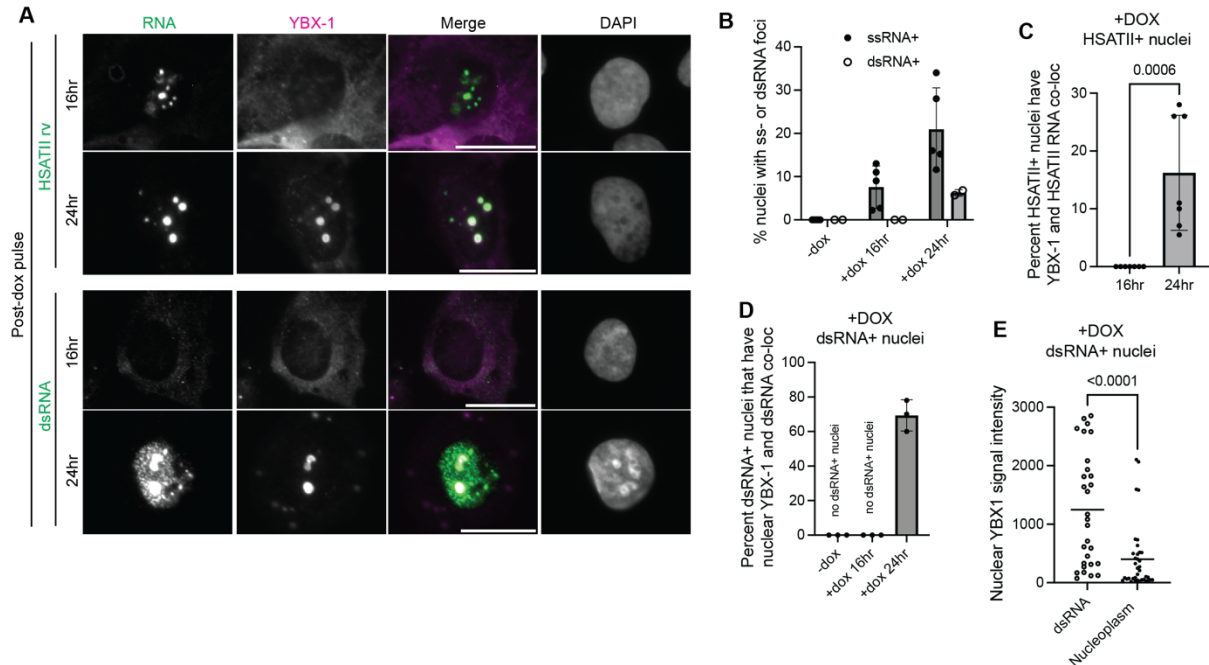 A
RNA
YBX-1
Merge
DAPI
Post-dox pulse
HSATII rv
16hr
24hr
dsRNA
16hr
24hr
B
% nuclei with ss- or dsRNA foci
40
30
20
10
0
ssRNA+
dsRNA+
-dox
+dox 16hr
+dox 24hr
C
+DOX
HSATII+ nuclei
Percent HSATII+ nuclei have
YBX-1 and HSATII RNA co-loc
0.0006
30
20
10
0
16hr
24hr
D
+DOX
dsRNA+ nuclei
Percent dsRNA+ nuclei that have
nuclear YBX-1 and dsRNA co-loc
100
80
60
40
20
0
no dsRNA+ nuclei
no dsRNA+ nuclei
-dox
+dox 16hr
+dox 24hr
E
+DOX
dsRNA+ nuclei
Nuclear YBX1 signal intensity
<0.0001
3000
2000
1000
0
dsRNA
Nucleoplasm